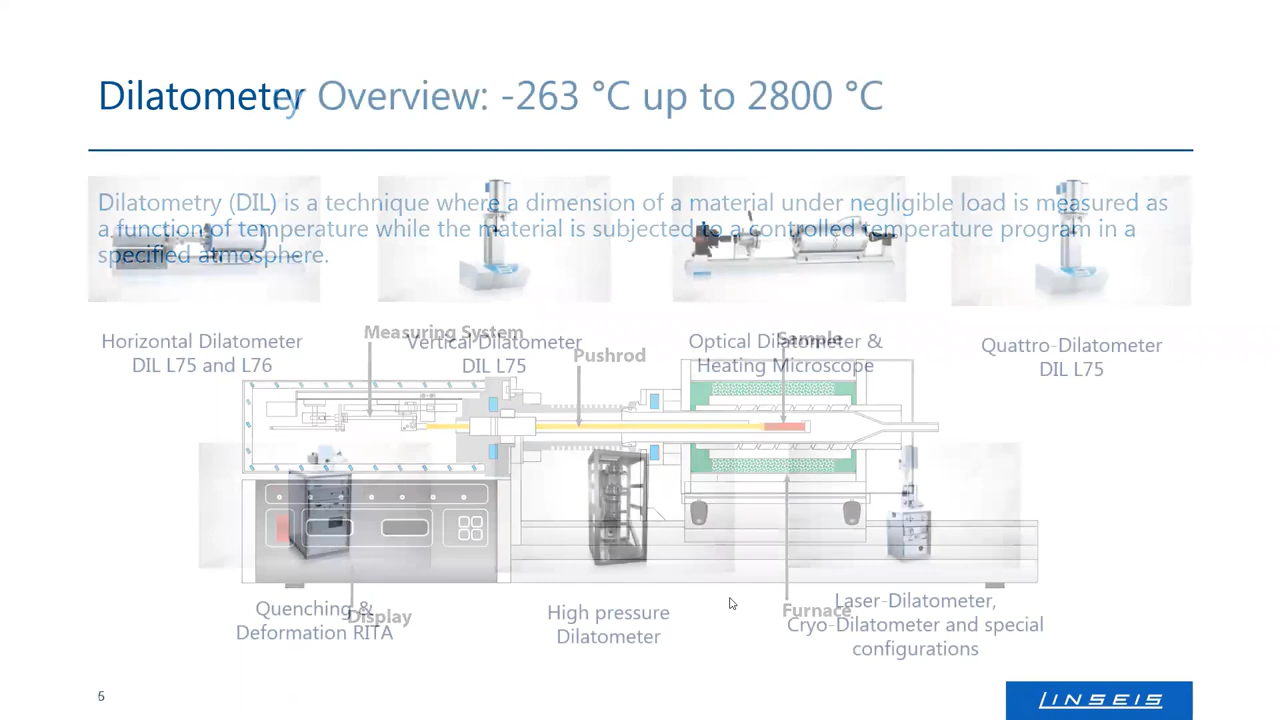 Dilatometer Overview: -263 °C up to 2800 °C
Dilatometry (DIL) is a technique where a dimension of a material under negligible load is measured as
a function of temperature while the material is subjected to a controlled temperature program in a
specified atmosphere.
Horizontal Dilatometer
DIL L75 and L76
Measuring System
Vertical Dilatometer
DIL L75
Pushrod
Optical Dilatometer &
Heating Microscope
Sample
Quattro-Dilatometer
DIL L75
Quenching &
Deformation RITA
Display
High pressure
Dilatometer
Furnace
Laser-Dilatometer,
Cryo-Dilatometer and special
configurations
5
LINSEIS